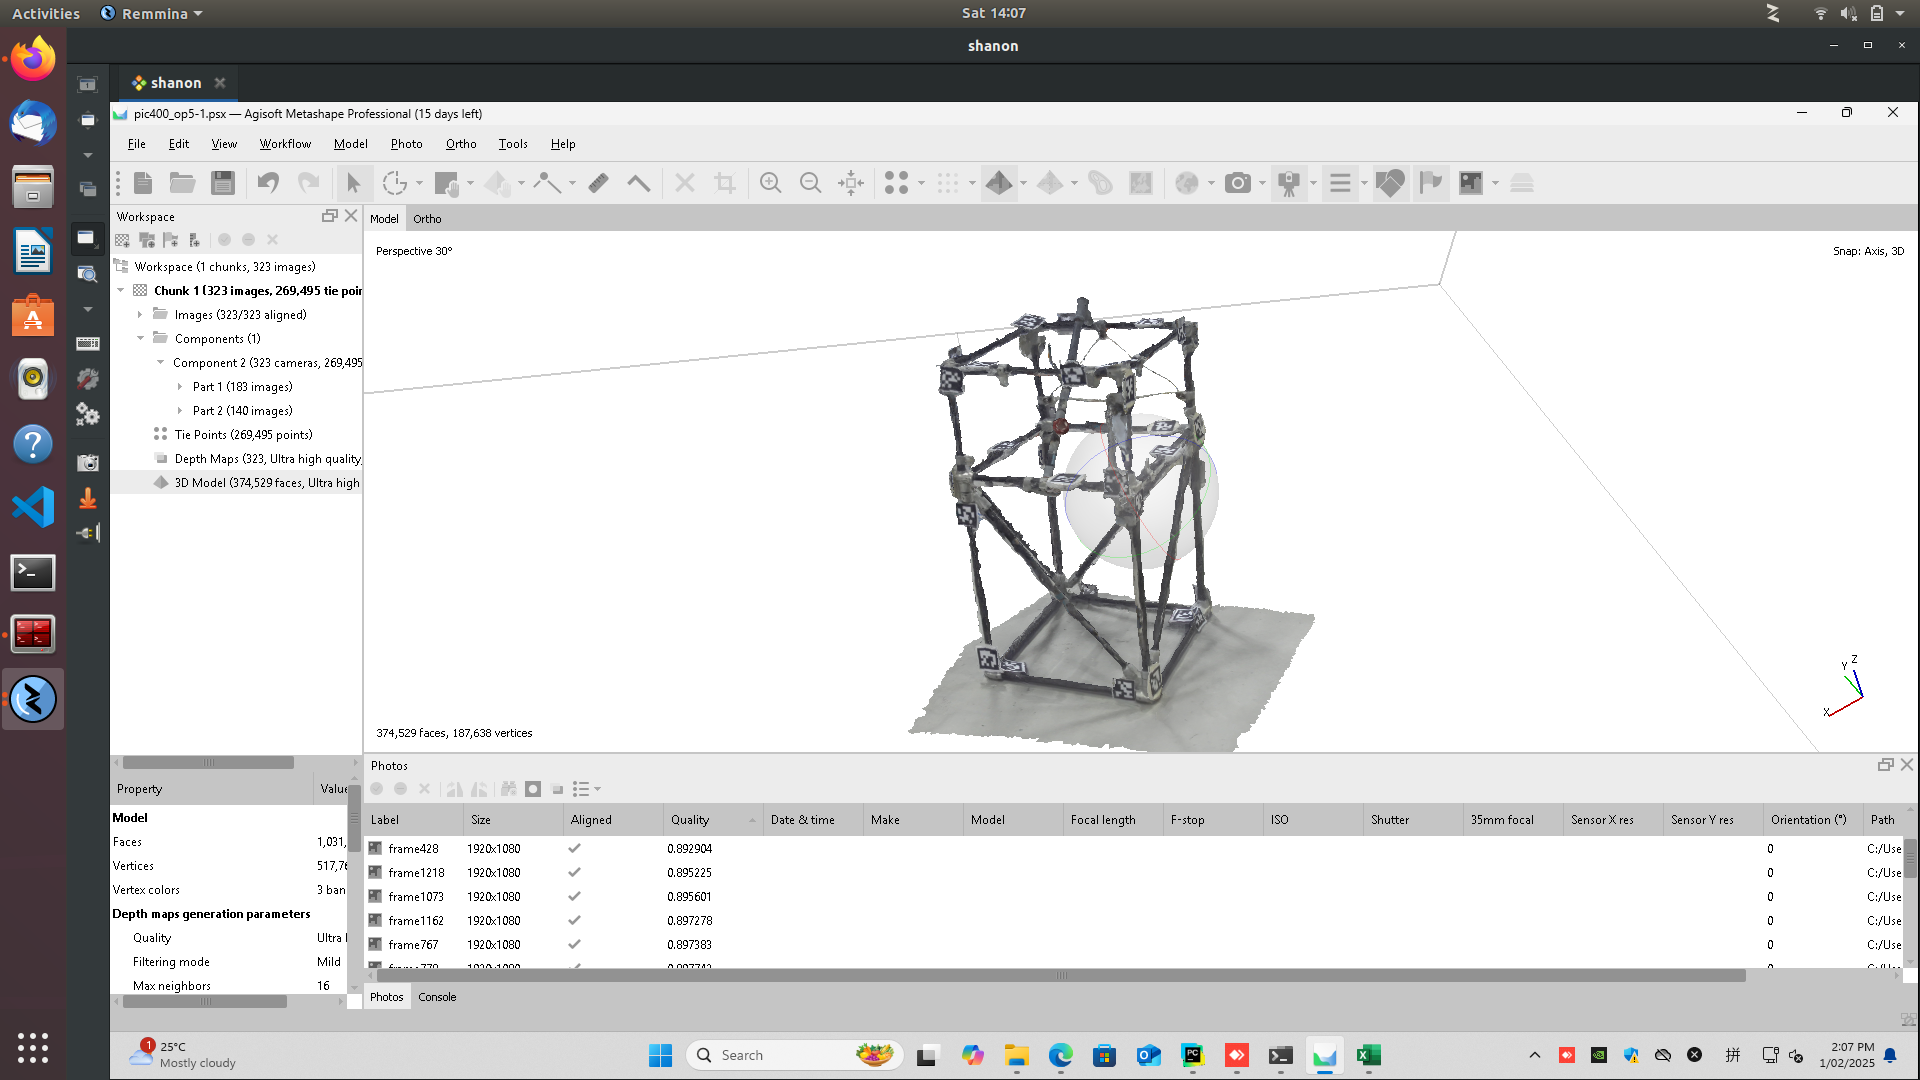 Activities
Remmina
Sat 14:07
shanon
shanon
pic400_op5-1.psx — Agisoft Metashape Professional (15 days left)
File Edit View Workflow Model Photo Ortho Tools Help
Workspace
Workspace (1 chunks, 323 images)
Chunk 1 (323 images, 269,495 tie poin
Images (323/323 aligned)
Components (1)
Component 2 (323 cameras, 269,495
Part 1 (183 images)
Part 2 (140 images)
Tie Points (269,495 points)
Depth Maps (323, Ultra high quality,
3D Model (374,529 faces, Ultra high
Property Value
Model
Faces 1,031,
Vertices 517,76
Vertex colors 3 ban
Depth maps generation parameters
Quality Ultra
Filtering mode Mild
Max neighbors 16
Model Ortho
Perspective 30°
Snap: Axis, 3D
374,529 faces, 187,638 vertices
Z
Y
X
Photos
Label Size Aligned Quality Date & time Make Model Focal length F-stop ISO Shutter 35mm focal Sensor X res Sensor Y res Orientation (°) Path
frame428 1920x1080 0.892904 0 C:/Use
frame1218 1920x1080 0.895225 0 C:/Use
frame1073 1920x1080 0.895601 0 C:/Use
frame1162 1920x1080 0.897278 0 C:/Use
frame767 1920x1080 0.897383 0 C:/Use
Photos Console
1
25°C
Mostly cloudy
Search
PC
拼
2:07 PM
1/02/2025